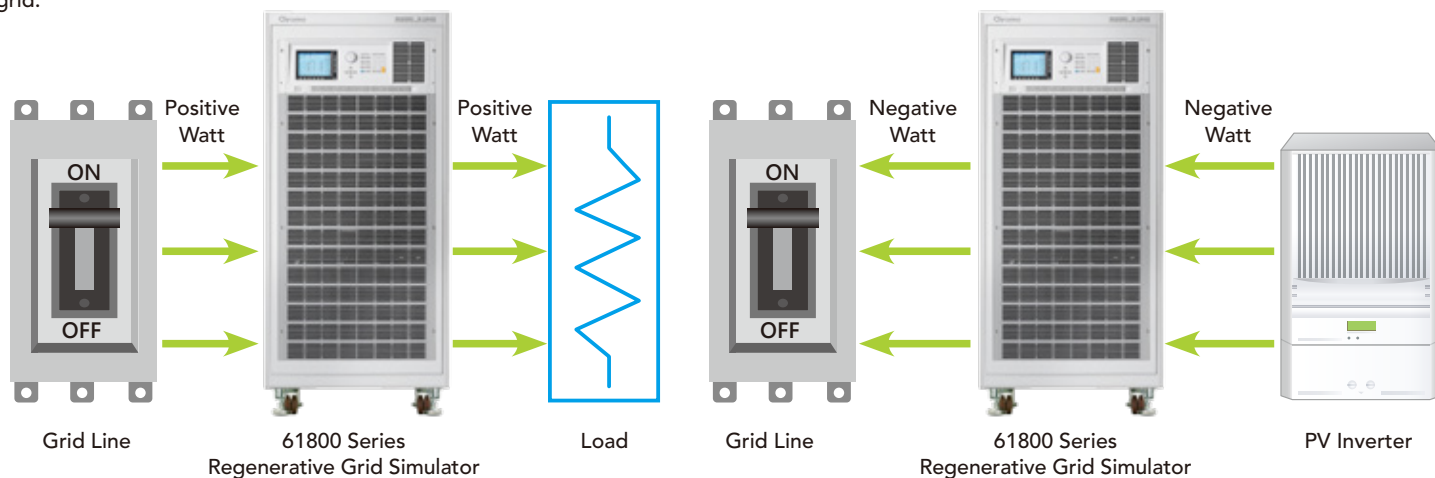 grid.
Positive
Watt
Positive
Watt
Negative
Watt
Negative
Watt
ON
OFF
ON
OFF
Grid Line
61800 Series
Regenerative Grid Simulator
Load
Grid Line
61800 Series
Regenerative Grid Simulator
PV Inverter